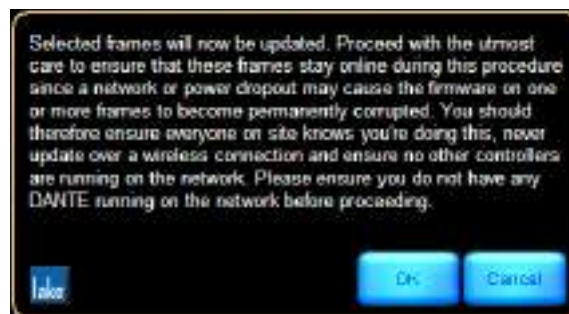 Selected frames will now be updated. Proceed with the utmost
care to ensure that these frames stay online during this procedure
since a network or power dropout may cause the firmware on one
or more frames to become permanently corrupted. You should
therefore ensure everyone on site knows you're doing this, never
update over a wireless connection and ensure no other controllers
are running on the network. Please ensure you do not have any
DANTE running on the network before proceeding.
lake
OK
Cancel